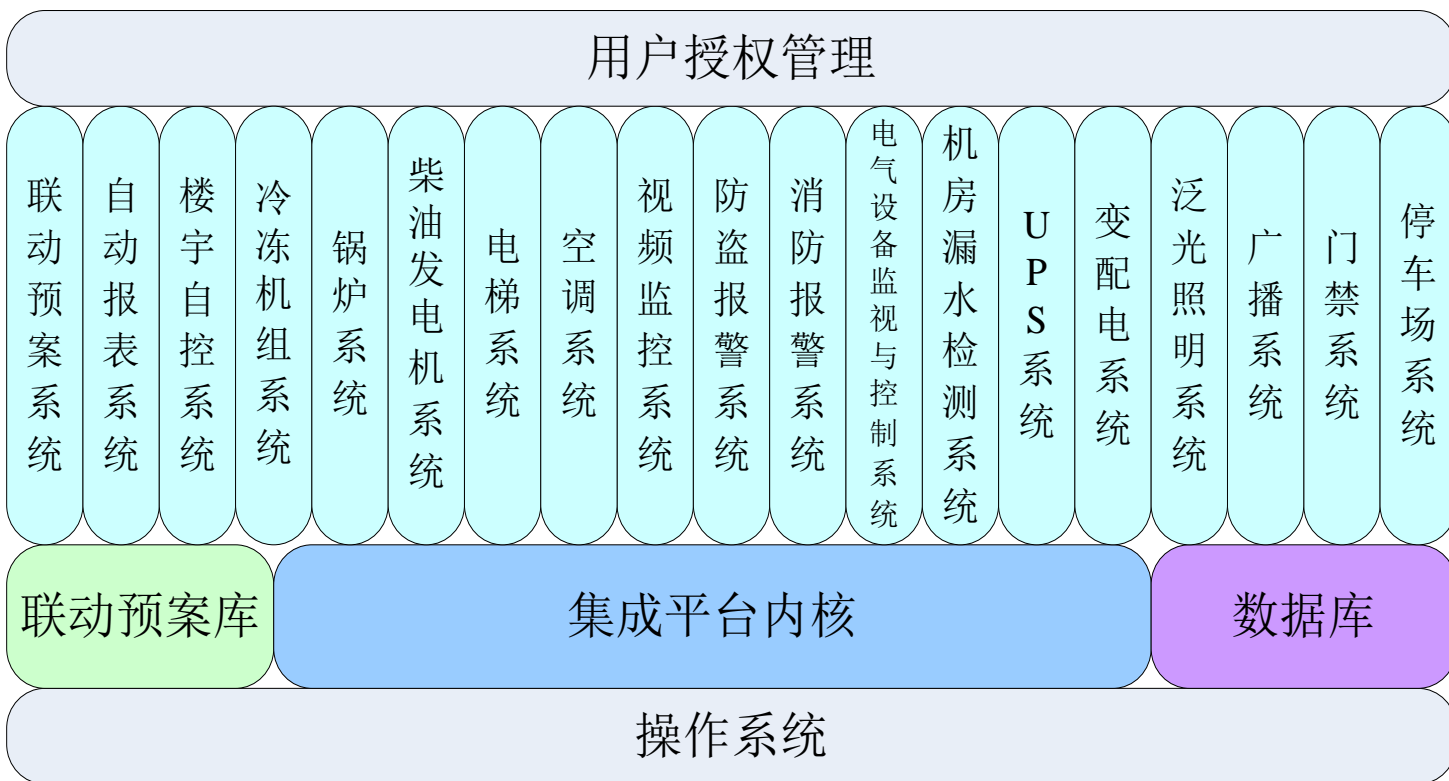 用户授权管理
联动预案系统
自动报表系统
楼宇自控系统
冷冻机组系统
锅炉系统
柴油发电机系统
电梯系统
空调系统
视频监控系统
防盗报警系统
消防报警系统
电气设备监视与控制系统
机房漏水检测系统
UPS系统
变配电系统
泛光照明系统
广播系统
门禁系统
停车场系统
联动预案库
集成平台内核
数据库
操作系统